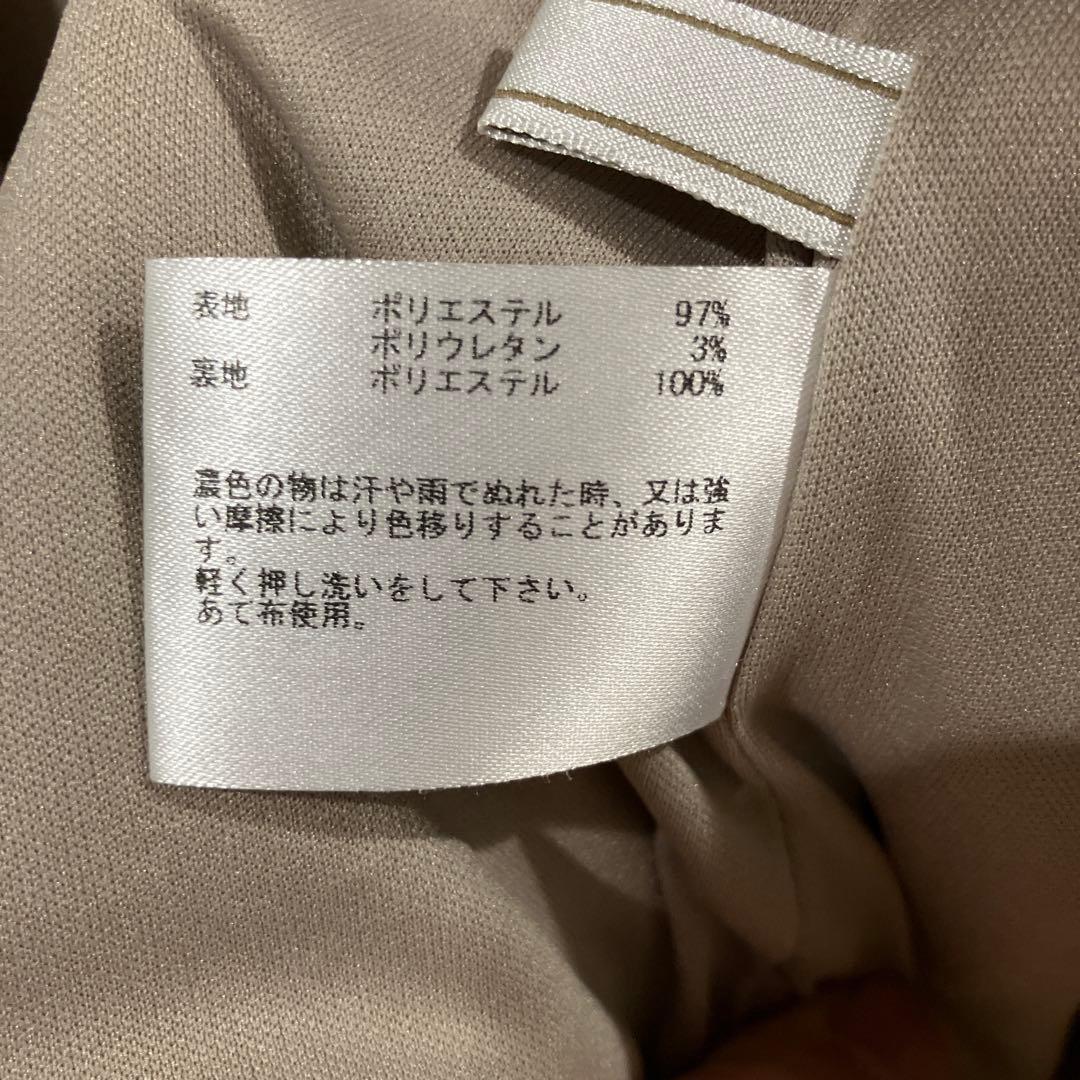 表地 ポリエステル 97%
ポリウレタン 3%
裏地 ポリエステル 100%
濃色の物は汗や雨でぬれた時、又は強
い摩擦により色移りすることがありま
す。
軽く押し洗いをして下さい。
あて布使用。